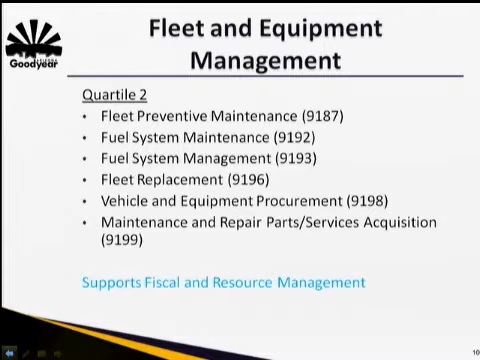 Fleet and Equipment
Management
ARIZONA
Goodyear
Quartile 2
• Fleet Preventive Maintenance (9187)
• Fuel System Maintenance (9192)
• Fuel System Management (9193)
• Fleet Replacement (9196)
• Vehicle and Equipment Procurement (9198)
• Maintenance and Repair Parts/Services Acquisition
(9199)
Supports Fiscal and Resource Management
10